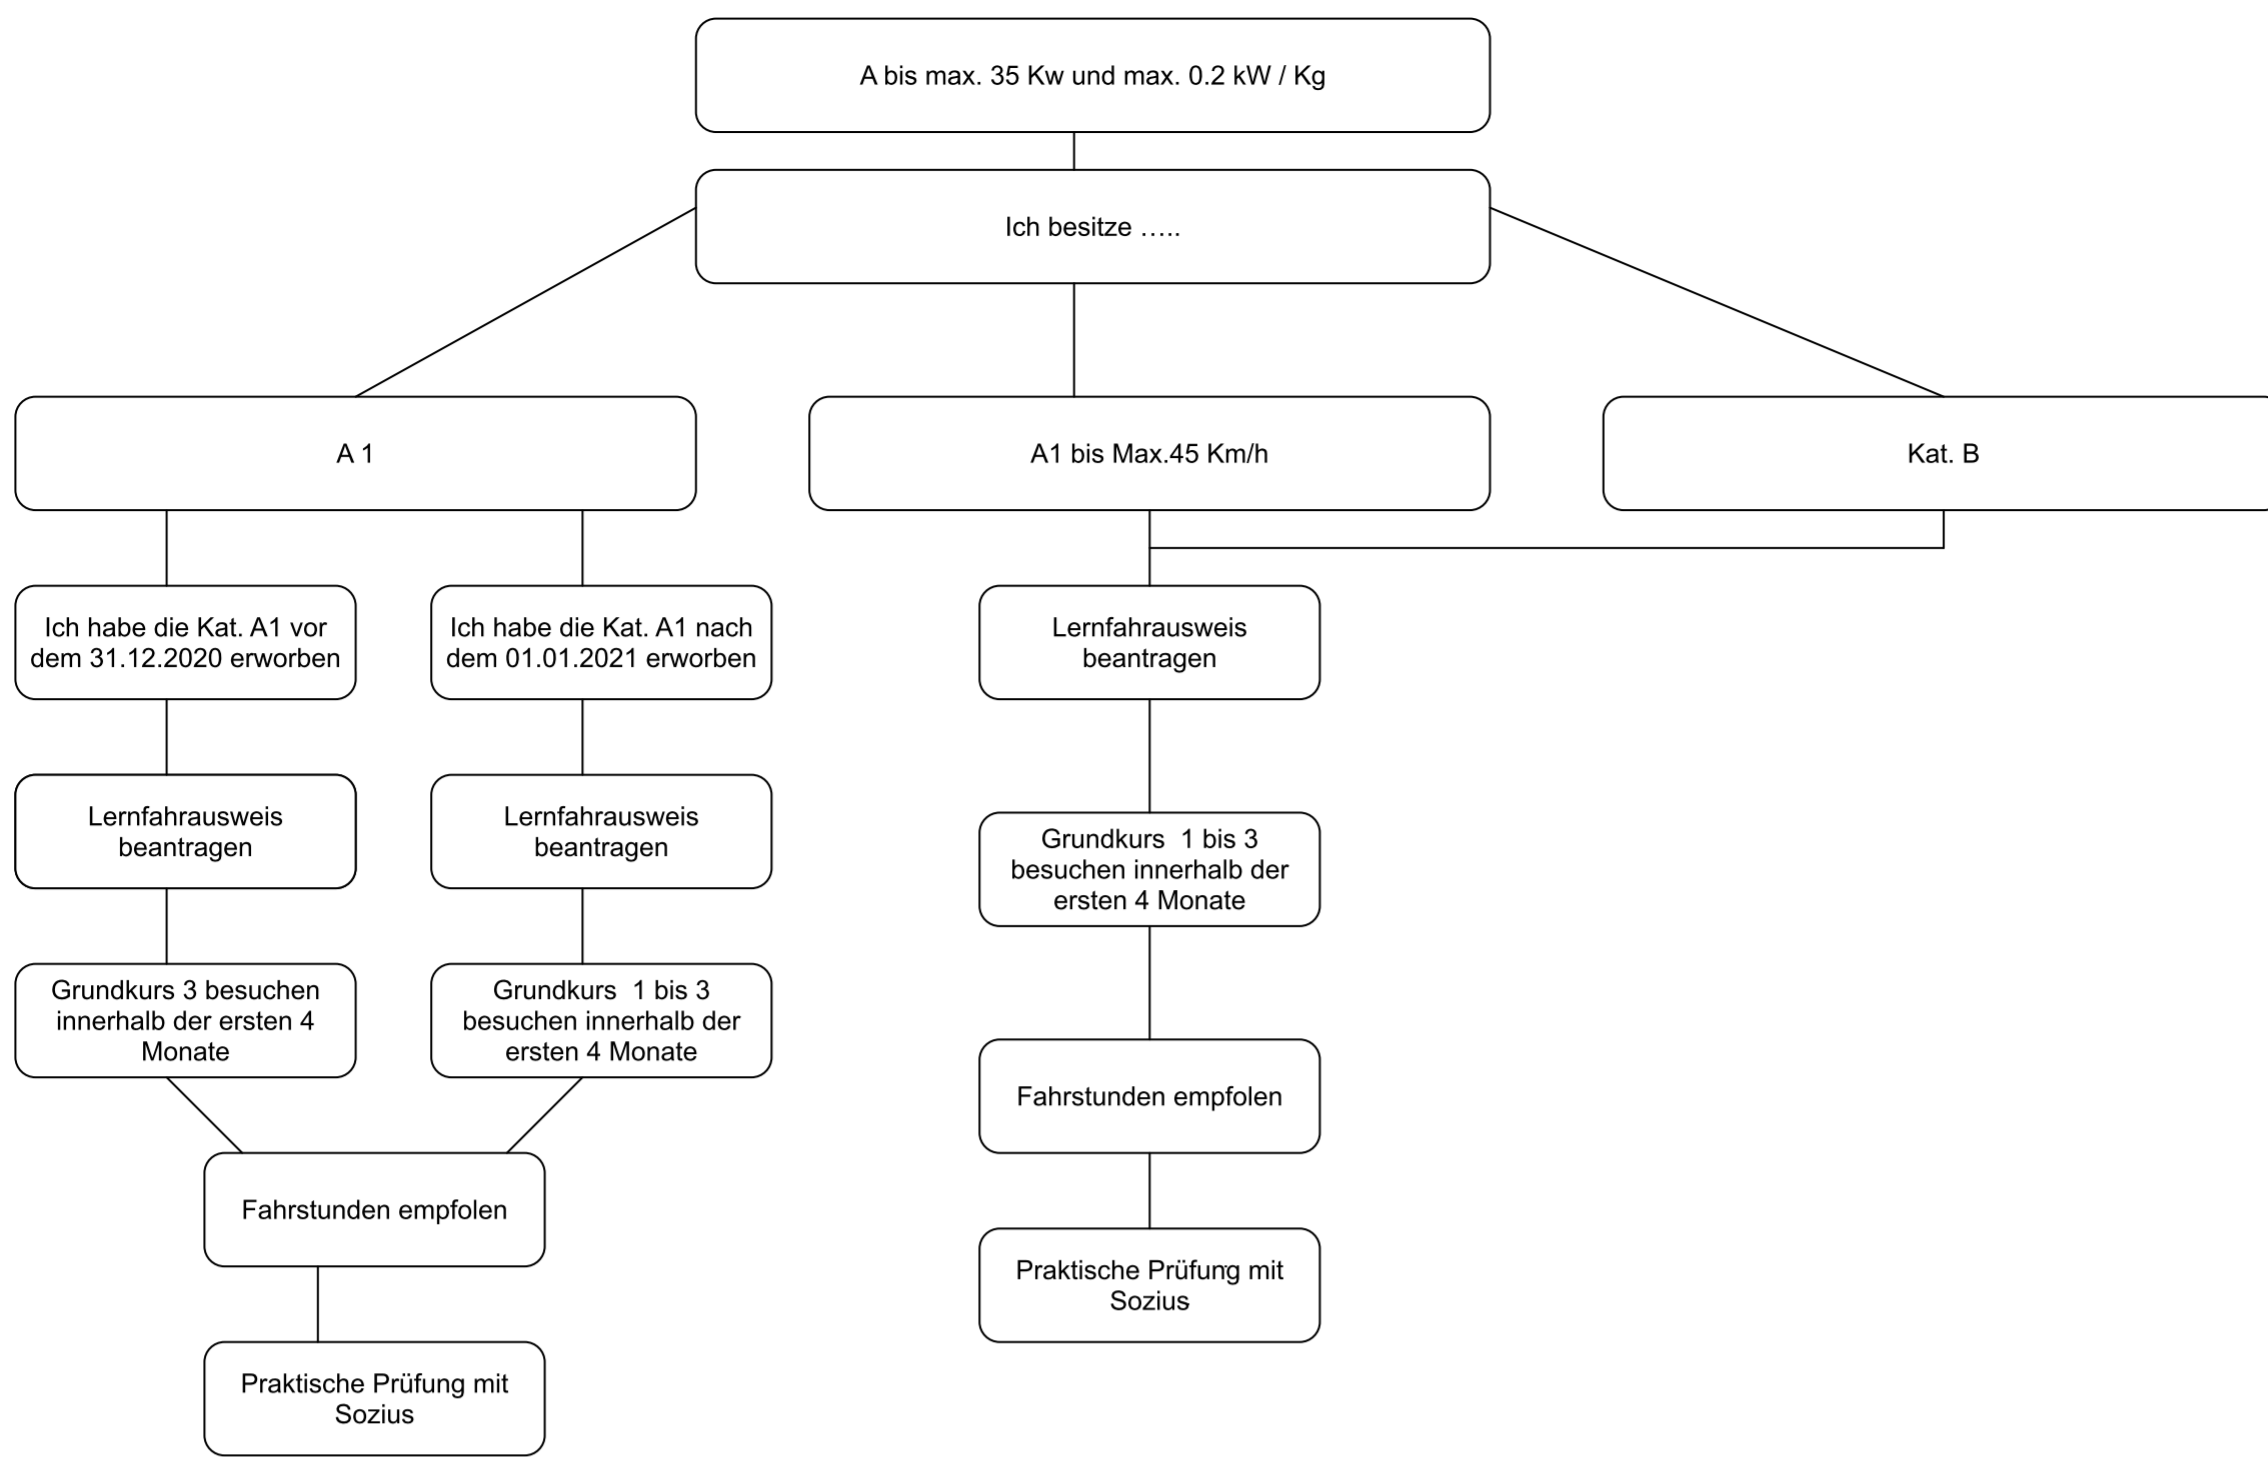 A bis max. 35 Kw und max. 0.2 kW / Kg
Ich besitze …..
A 1
A1 bis Max.45 Km/h
Kat. B
Ich habe die Kat. A1 vor
dem 31.12.2020 erworben
Ich habe die Kat. A1 nach
dem 01.01.2021 erworben
Lernfahrausweis
beantragen
Lernfahrausweis
beantragen
Lernfahrausweis
beantragen
Grundkurs  1 bis 3
besuchen innerhalb der
ersten 4 Monate
Grundkurs 3 besuchen
innerhalb der ersten 4
Monate
Grundkurs  1 bis 3
besuchen innerhalb der
ersten 4 Monate
Fahrstunden empfolen
Fahrstunden empfolen
Praktische Prüfung mit
Sozius
Praktische Prüfung mit
Sozius